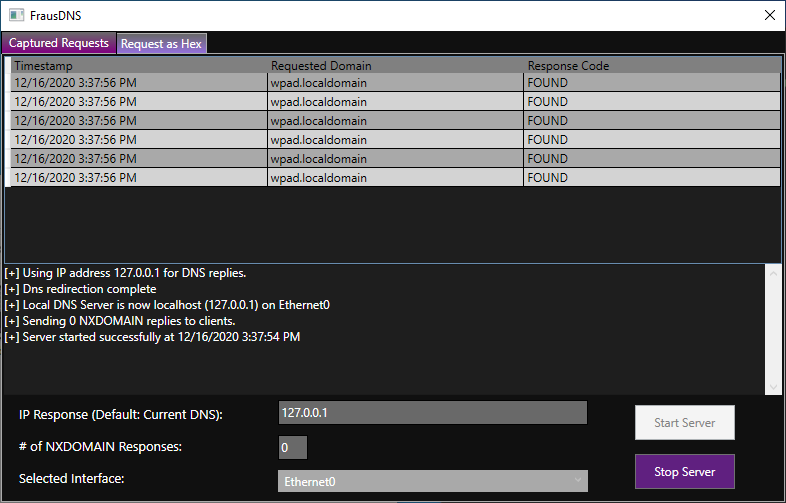 FrausDNS
Captured Requests Request as Hex
Timestamp Requested Domain Response Code
12/16/2020 3:37:56 PM wpad.localdomain FOUND
12/16/2020 3:37:56 PM wpad.localdomain FOUND
12/16/2020 3:37:56 PM wpad.localdomain FOUND
12/16/2020 3:37:56 PM wpad.localdomain FOUND
12/16/2020 3:37:56 PM wpad.localdomain FOUND
12/16/2020 3:37:56 PM wpad.localdomain FOUND
[+] Using IP address 127.0.0.1 for DNS replies.
[+] Dns redirection complete
[+] Local DNS Server is now localhost (127.0.0.1) on Ethernet0
[+] Sending 0 NXDOMAIN replies to clients.
[+] Server started successfully at 12/16/2020 3:37:54 PM
IP Response (Default: Current DNS): 127.0.0.1
Start Server
# of NXDOMAIN Responses: 0
Stop Server
Selected Interface: Ethernet0